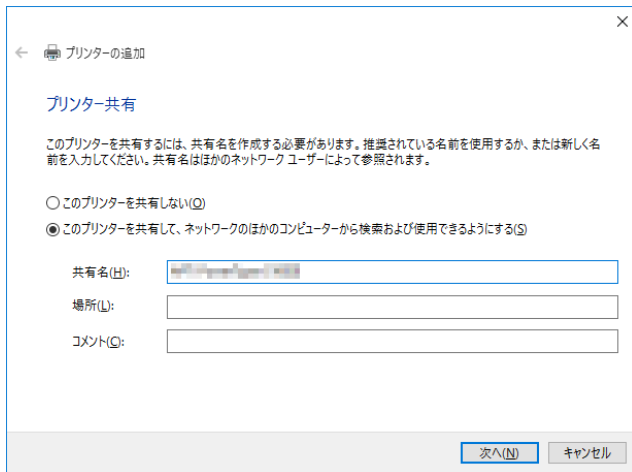 プリンターの追加
プリンター共有
このプリンターを共有するには、共有名を作成する必要があります。推奨されている名前を使用するか、または新しく名
前を入力してください。共有名はほかのネットワーク ユーザーによって参照されます。
このプリンターを共有しない(O)
このプリンターを共有して、ネットワークのほかのコンピューターから検索および使用できるようにする(S)
共有名(H):
場所(L):
コメント(C):
次へ(N) キャンセル